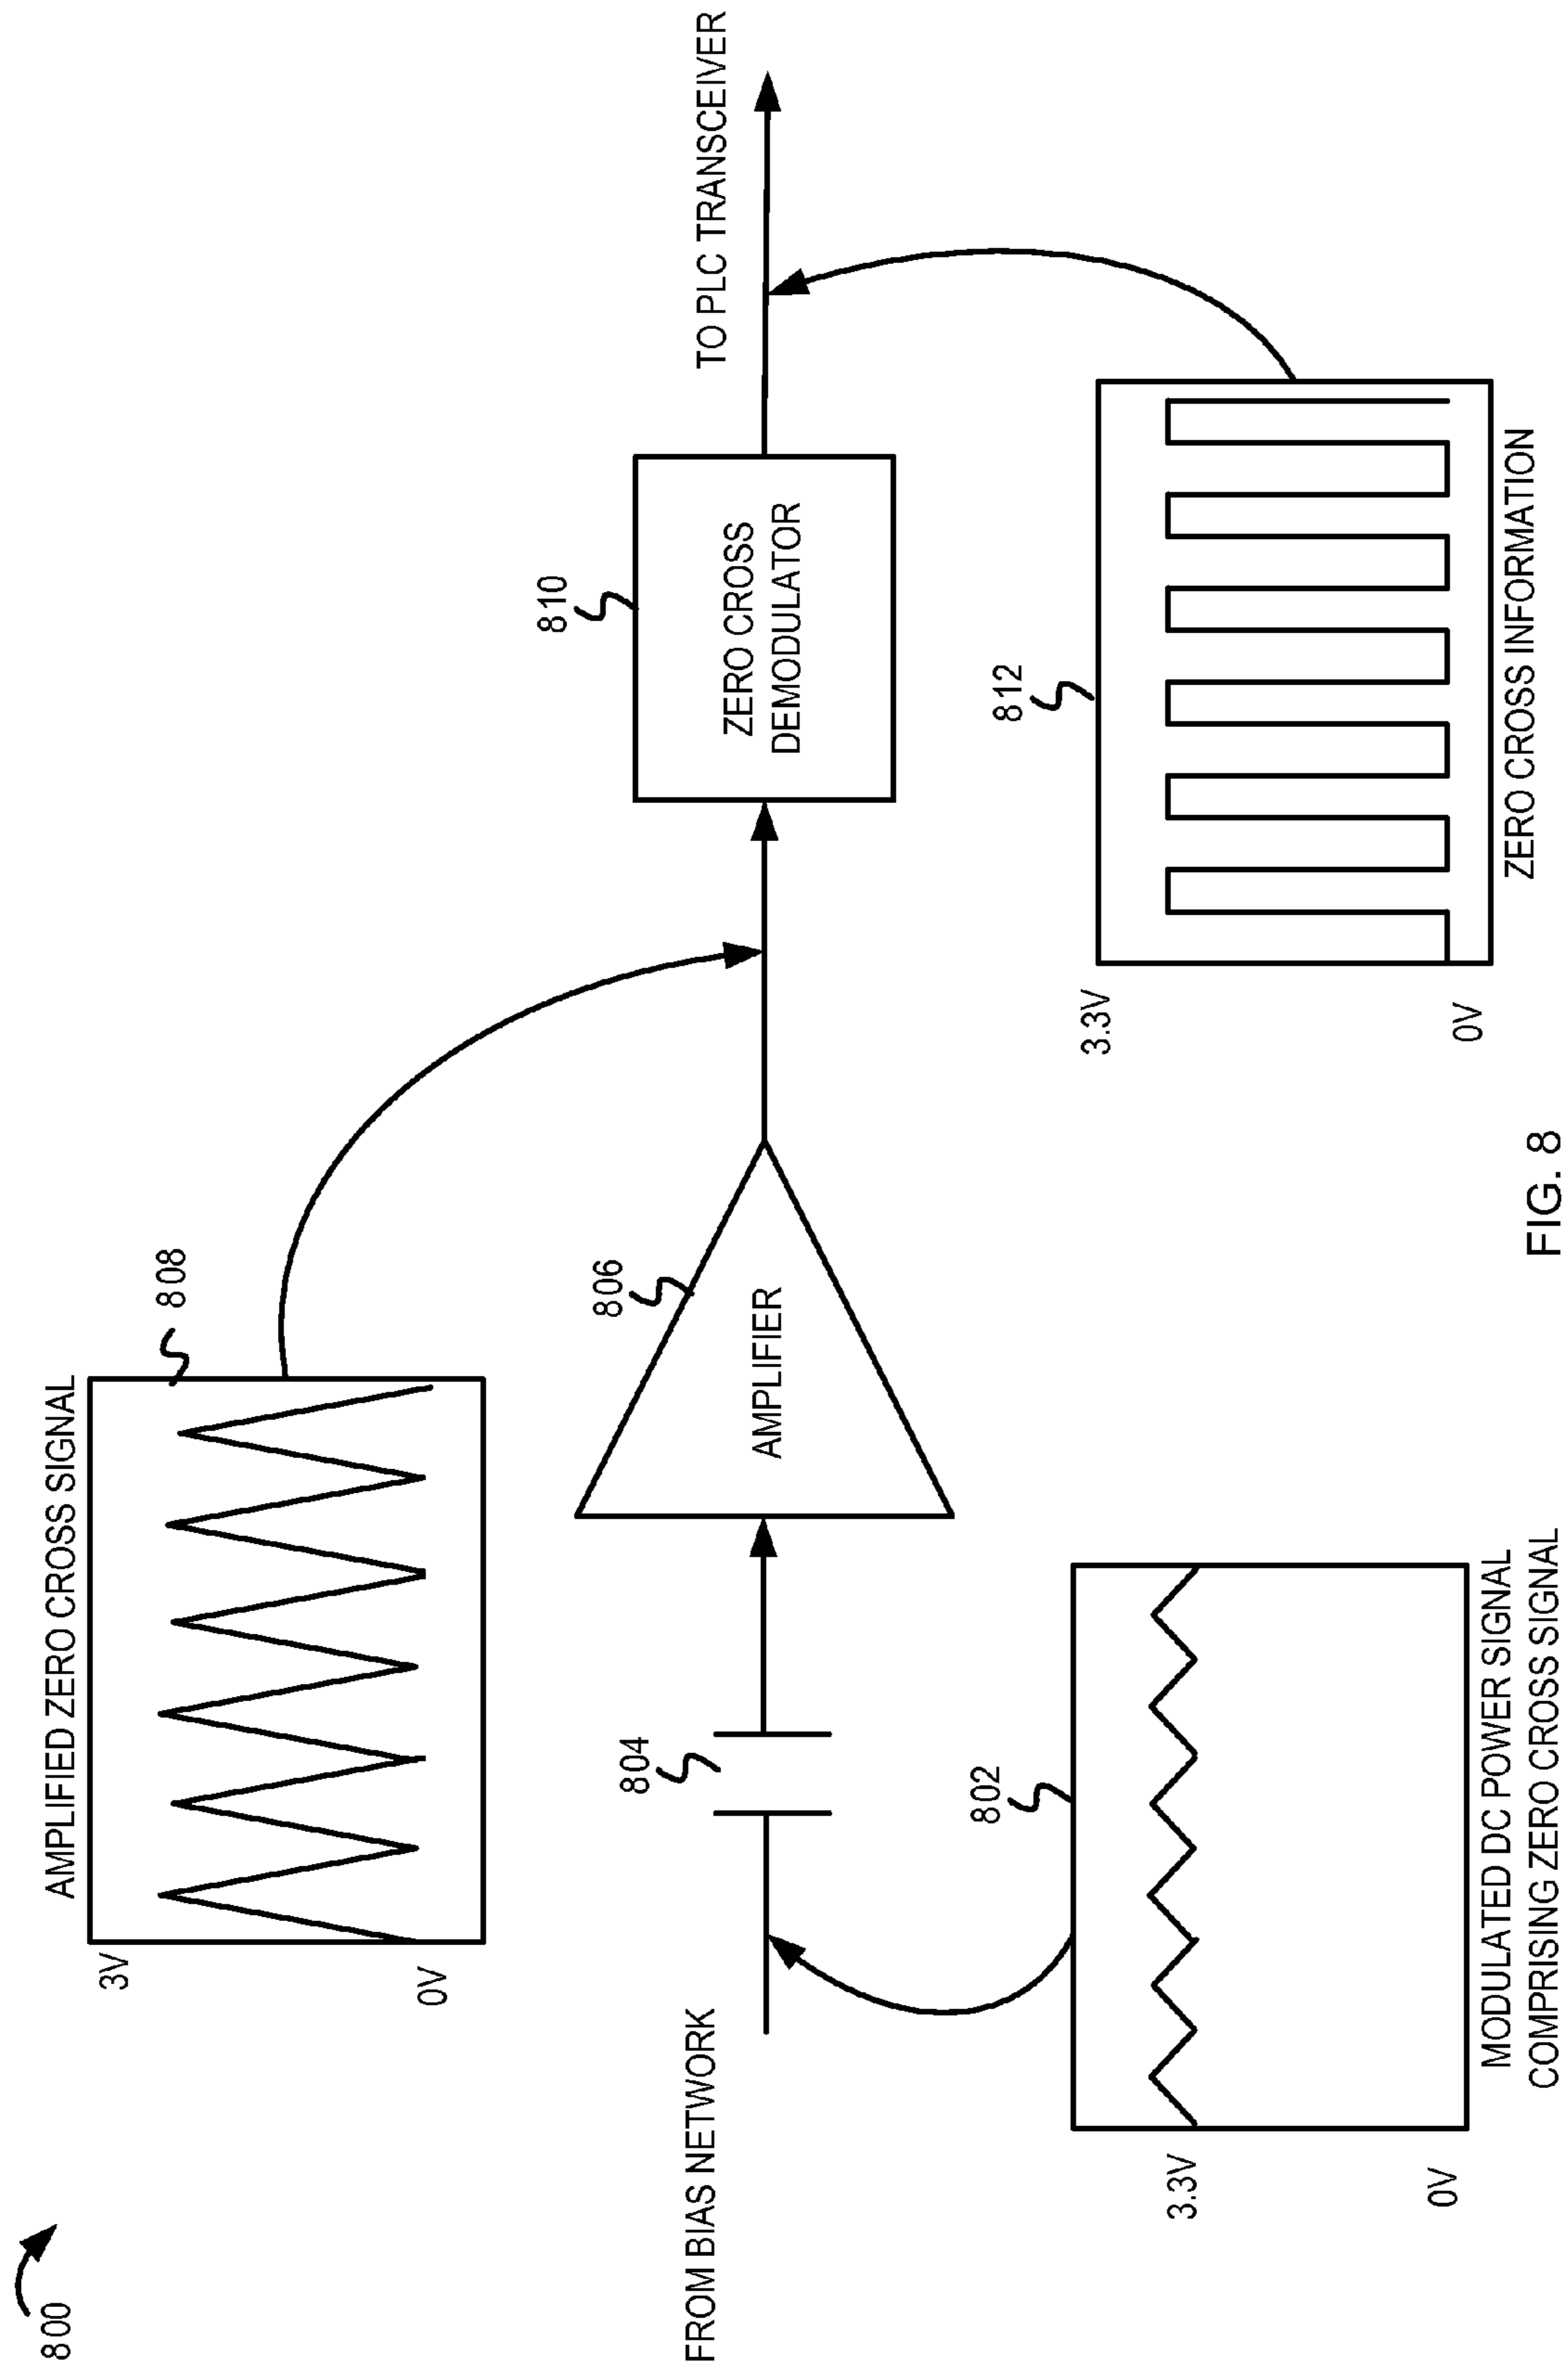 800
AMPLIFIED ZERO CROSS SIGNAL
808
3V
0V
FROM BIAS NETWORK
804
806
AMPLIFIER
810
ZERO CROSS
DEMODULATOR
TO PLC TRANSCEIVER
802
3.3V
0V
MODULATED DC POWER SIGNAL
COMPRISING ZERO CROSS SIGNAL
812
3.3V
0V
ZERO CROSS INFORMATION
FIG. 8